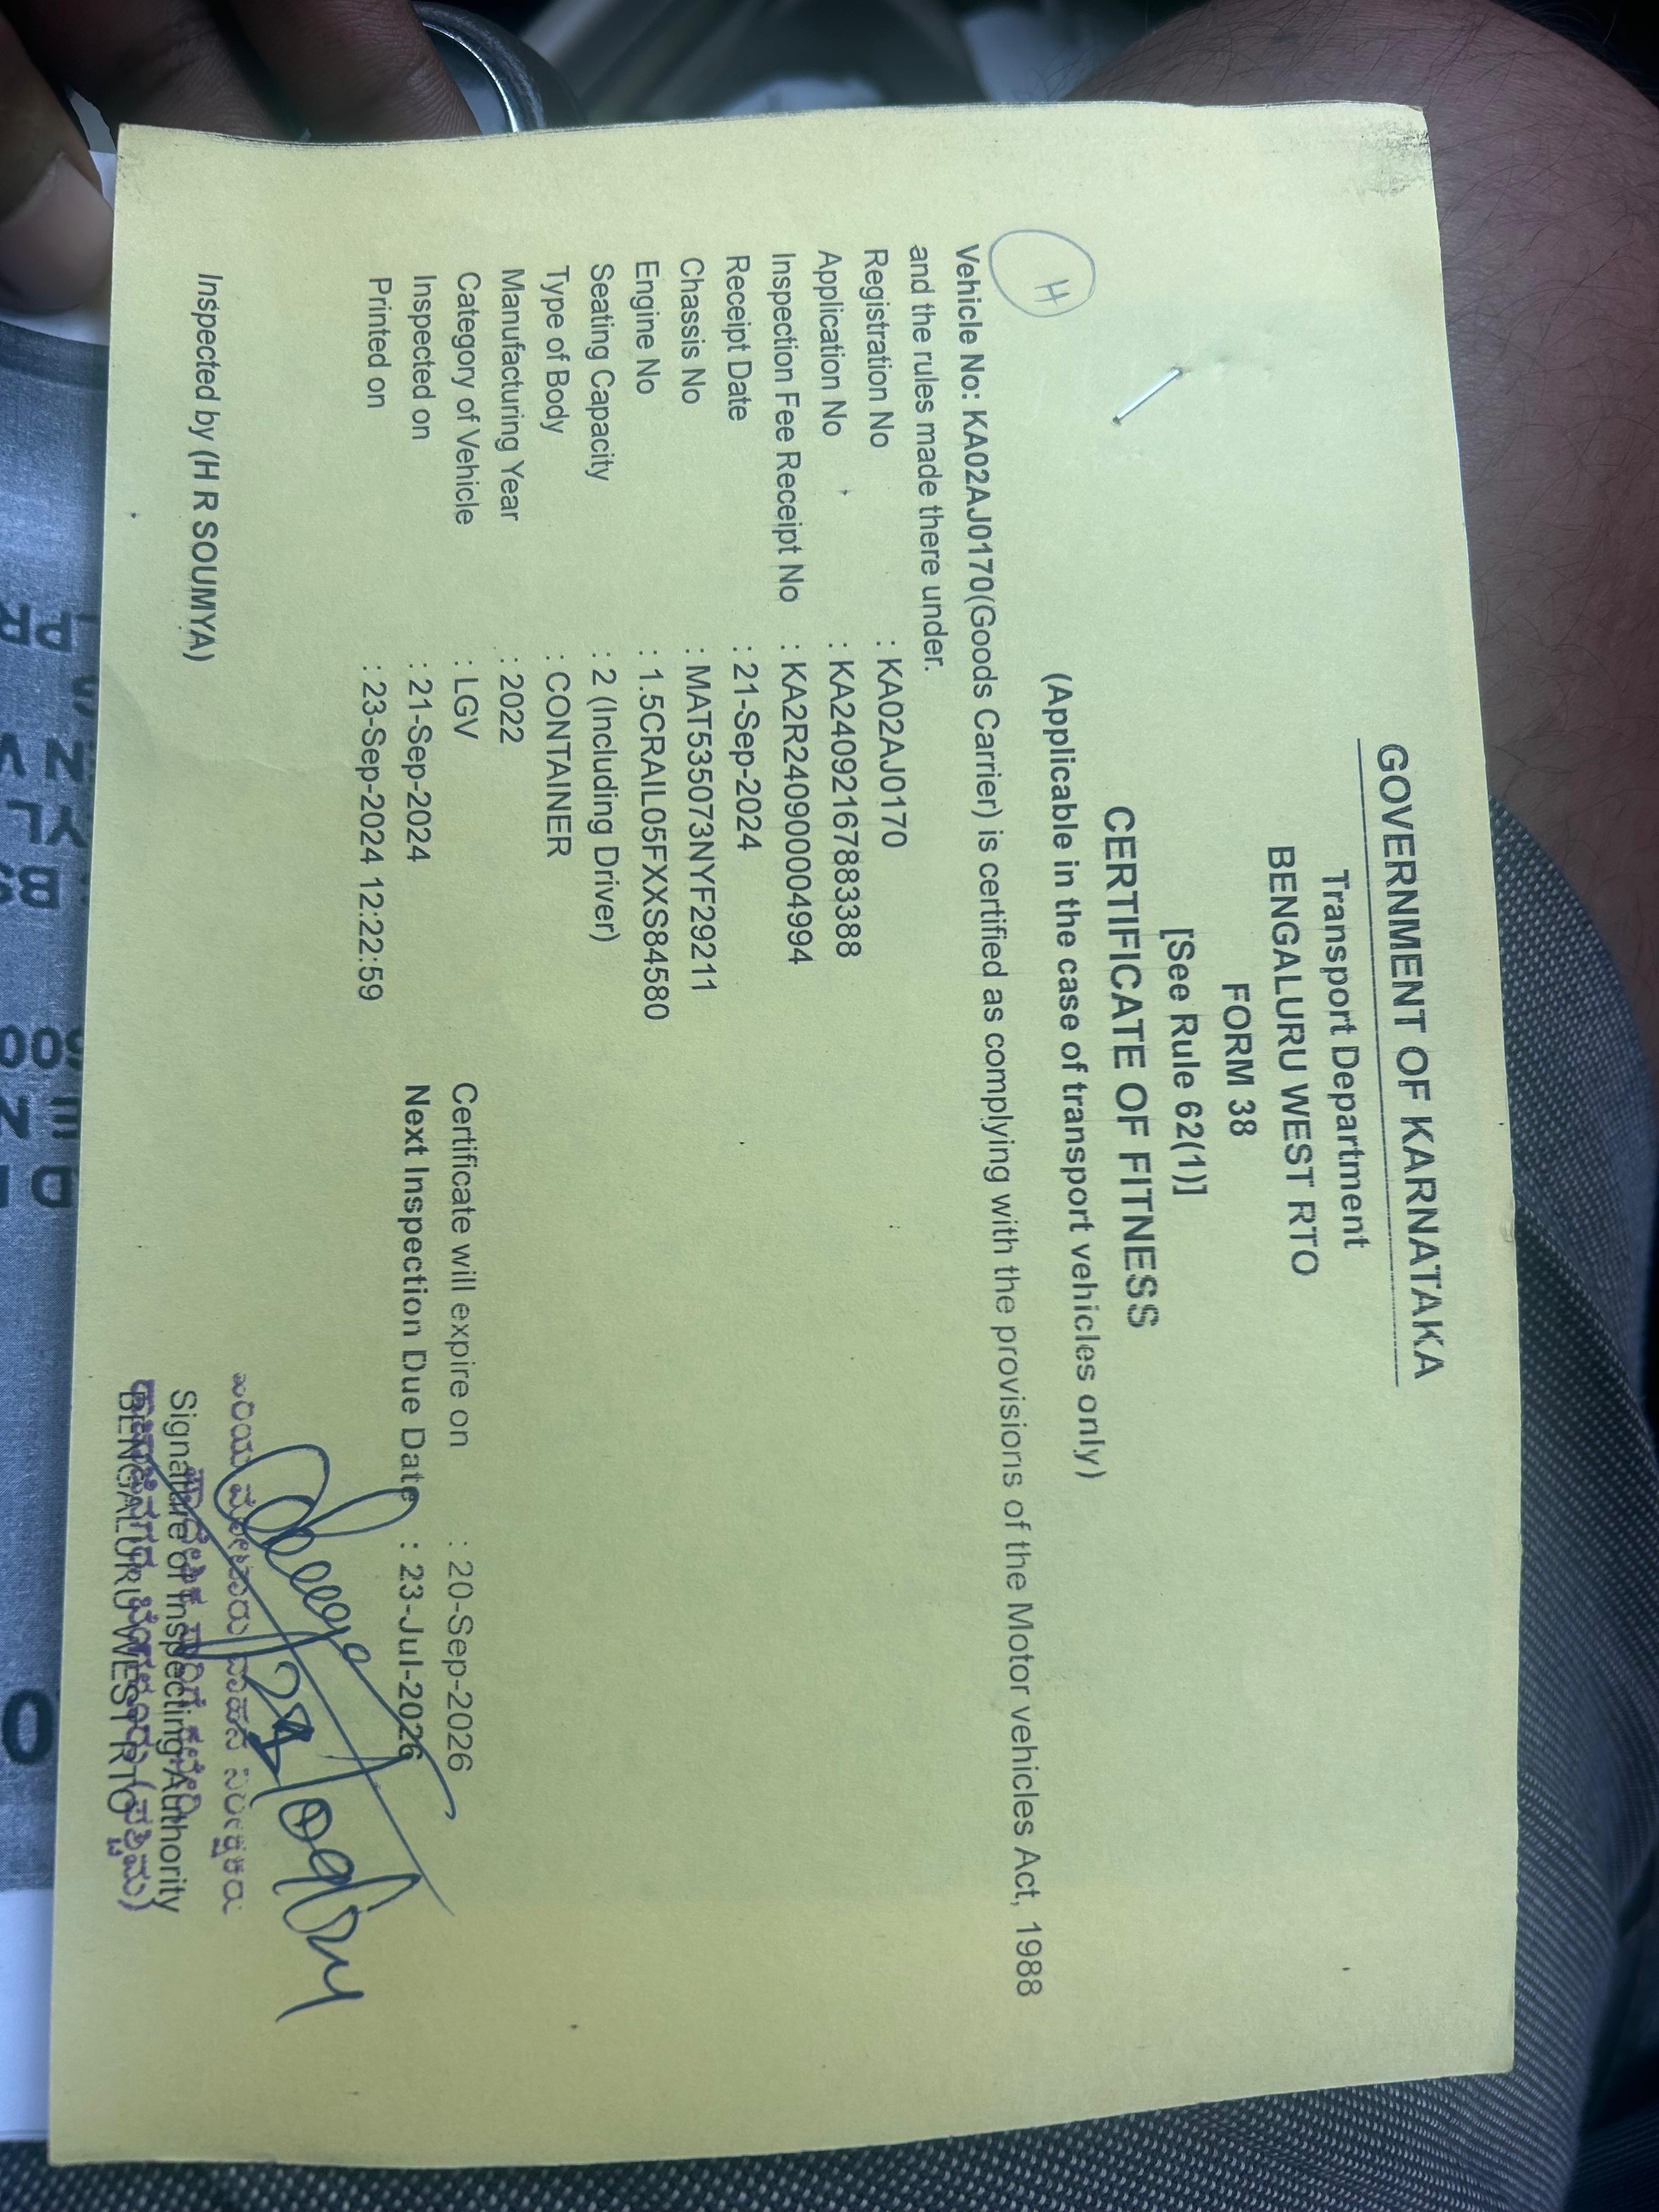 GOVERNMENT OF KARNATAKA
Transport Department
BENGALURU WEST RTO
FORM 38
[See Rule 62(1)]
CERTIFICATE OF FITNESS
(Applicable in the case of transport vehicles only)
H
Vehicle No: KA02AJ0170(Goods Carrier) is certified as complying with the provisions of the Motor vehicles Act, 1988
and the rules made there under.
Registration No : KA02AJ0170
Application No : KA24092167883388
Inspection Fee Receipt No : KA2R24090004994
Receipt Date : 21-Sep-2024
Chassis No : MAT535073NYF29211
Engine No : 1.5CRAIL05FXXS84580
Seating Capacity : 2 (Including Driver)
Type of Body : CONTAINER
Manufacturing Year : 2022
Category of Vehicle : LGV Certificate will expire on : 20-Sep-2026
Inspected on : 21-Sep-2024 Next Inspection Due Date : 23-Jul-2026
Printed on : 23-Sep-2024 12:22:59
Inspected by (H R SOUMYA)
ಹಿರಿಯ ಮೋಟಾರು ವಾಹನ ನಿರೀಕ್ಷಕರು
Signature of Inspecting Authority
BENGALURU WEST RTO